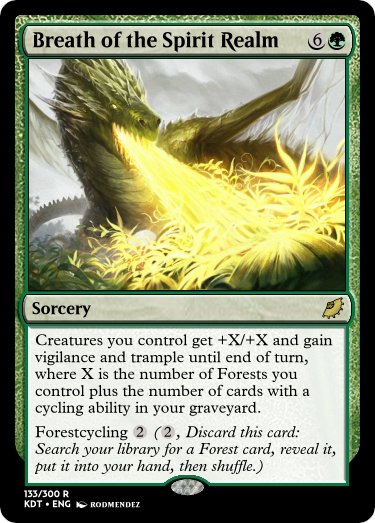 Breath of the Spirit Realm 6
Sorcery
Creatures you control get +X/+X and gain
vigilance and trample until end of turn,
where X is the number of Forests you
control plus the number of cards with a
cycling ability in your graveyard.
Forestcycling 2 (2, Discard this card:
Search your library for a Forest card, reveal it,
put it into your hand, then shuffle.)
133/300 R
KDT • ENG RODMENDEZ